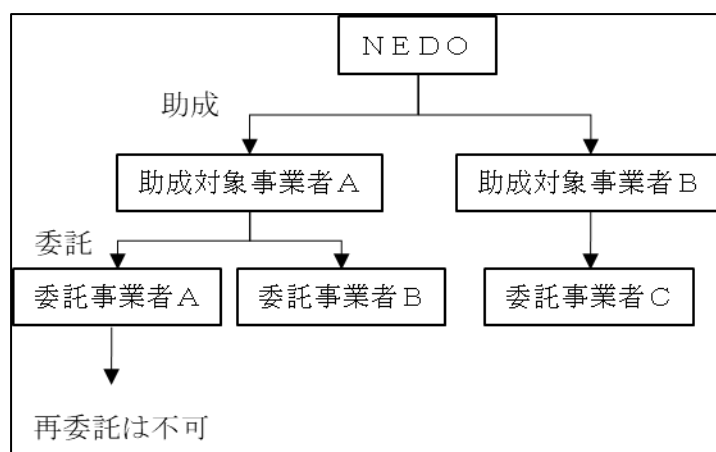 ＮＥＤＯ
助成
助成対象事業者Ａ
助成対象事業者Ｂ
委託
委託事業者Ａ
委託事業者Ｂ
委託事業者Ｃ
再委託は不可